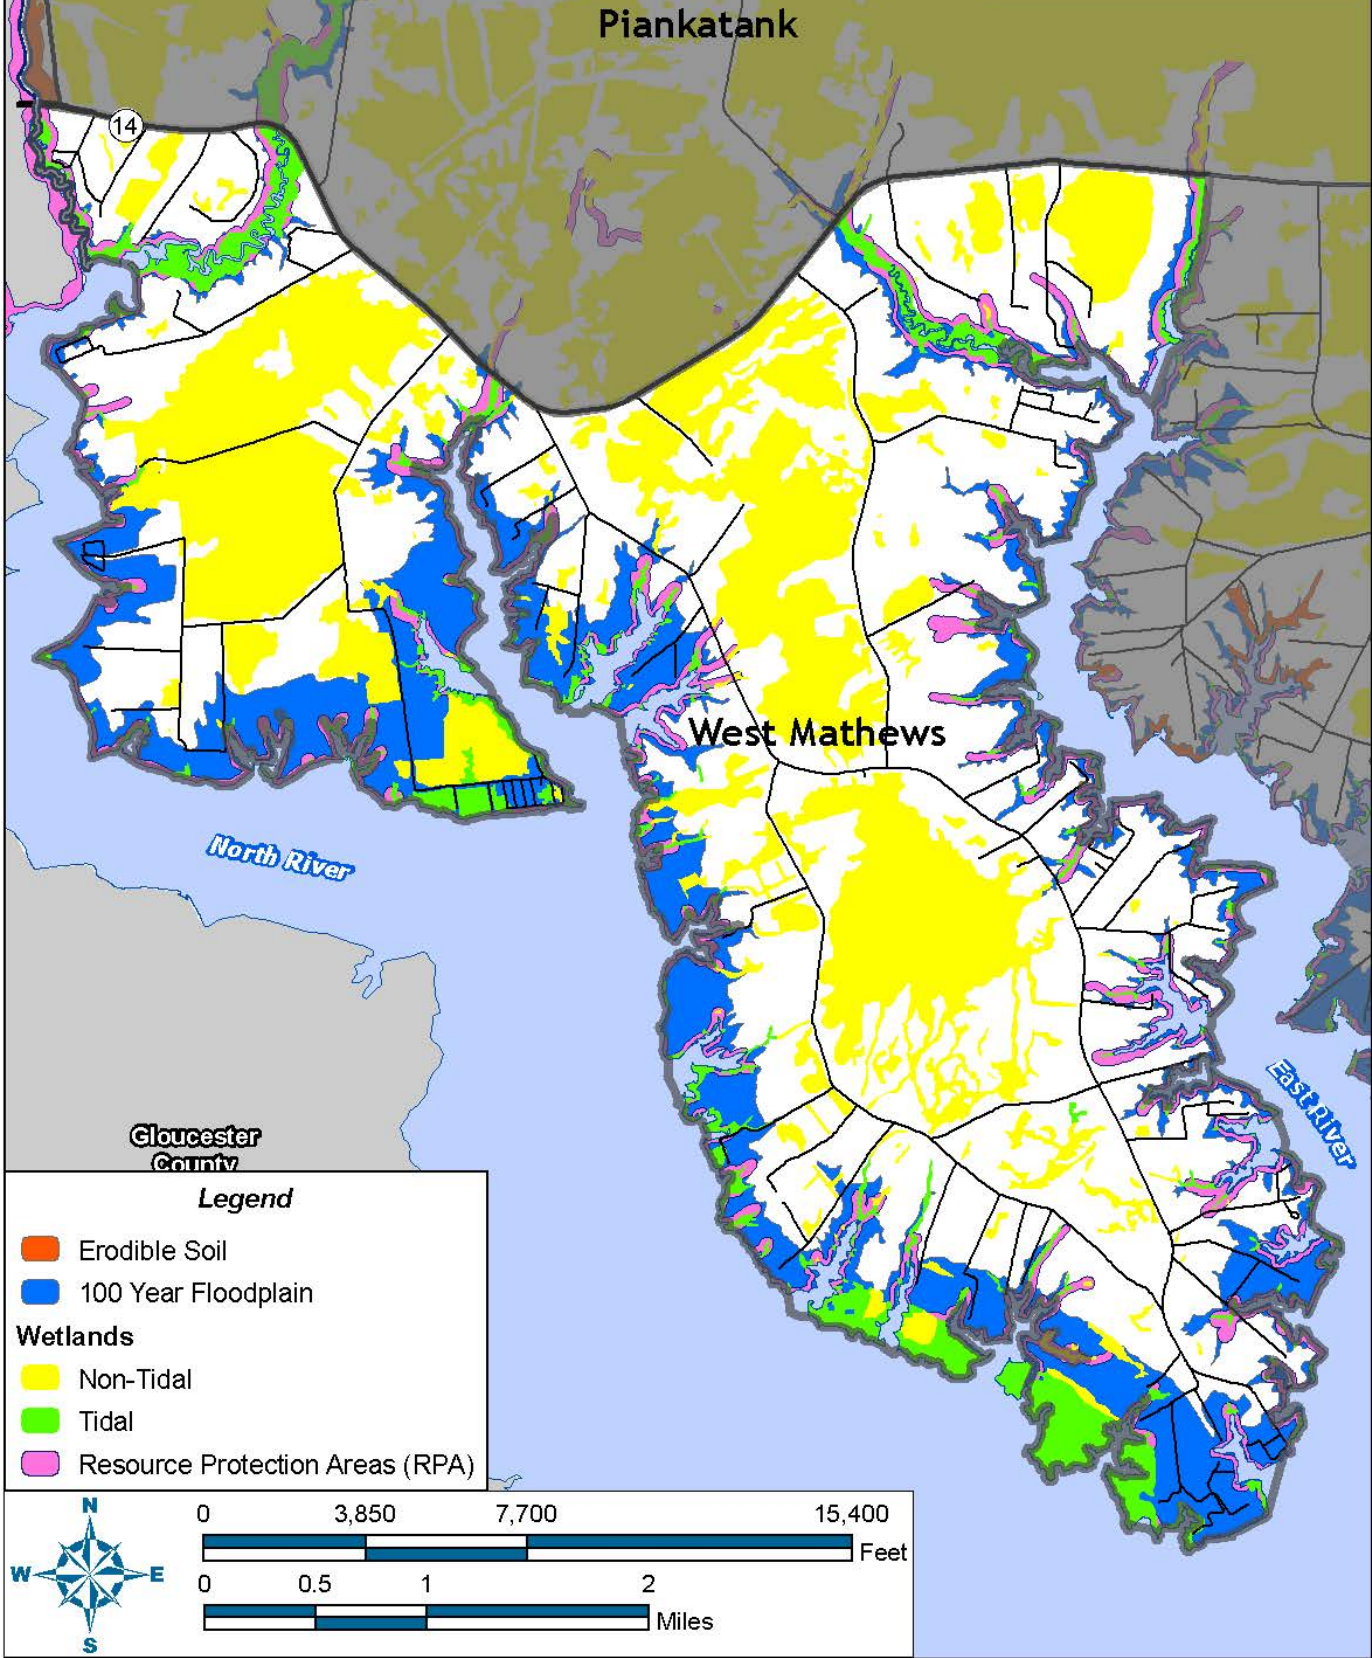 Piankatank
14
West Mathews
North River
East River
Gloucester
County
Legend
Erodible Soil
100 Year Floodplain
Wetlands
Non-Tidal
Tidal
Resource Protection Areas (RPA)
N
W E
S
0 3,850 7,700 15,400
Feet
0 0.5 1 2
Miles